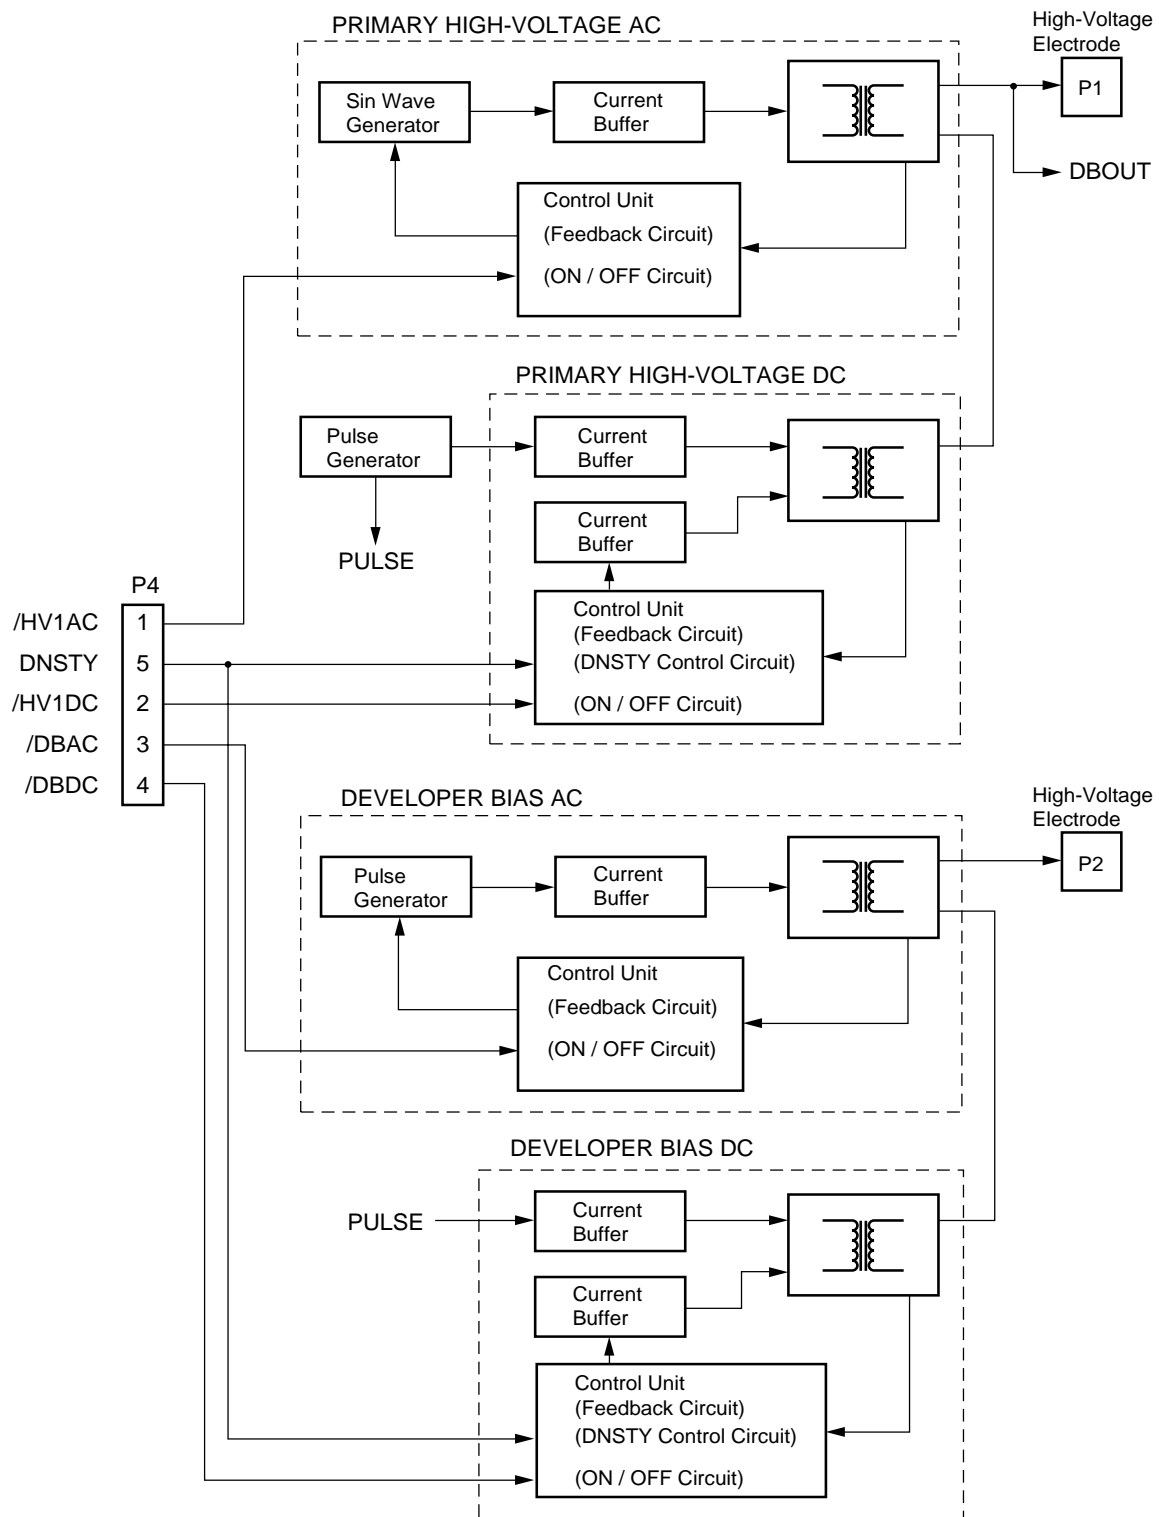 PRIMARY HIGH-VOLTAGE AC
High-Voltage
Electrode
Sin Wave
Generator
Current
Buffer
P1
DBOUT
Control Unit
(Feedback Circuit)
(ON / OFF Circuit)
PRIMARY HIGH-VOLTAGE DC
Pulse
Generator
Current
Buffer
Current
Buffer
PULSE
P4
Control Unit
(Feedback Circuit)
(DNSTY Control Circuit)
(ON / OFF Circuit)
/HV1AC 1
DNSTY 5
/HV1DC 2
/DBAC 3
/DBDC 4
DEVELOPER BIAS AC
High-Voltage
Electrode
Pulse
Generator
Current
Buffer
P2
Control Unit
(Feedback Circuit)
(ON / OFF Circuit)
DEVELOPER BIAS DC
PULSE
Current
Buffer
Current
Buffer
Control Unit
(Feedback Circuit)
(DNSTY Control Circuit)
(ON / OFF Circuit)